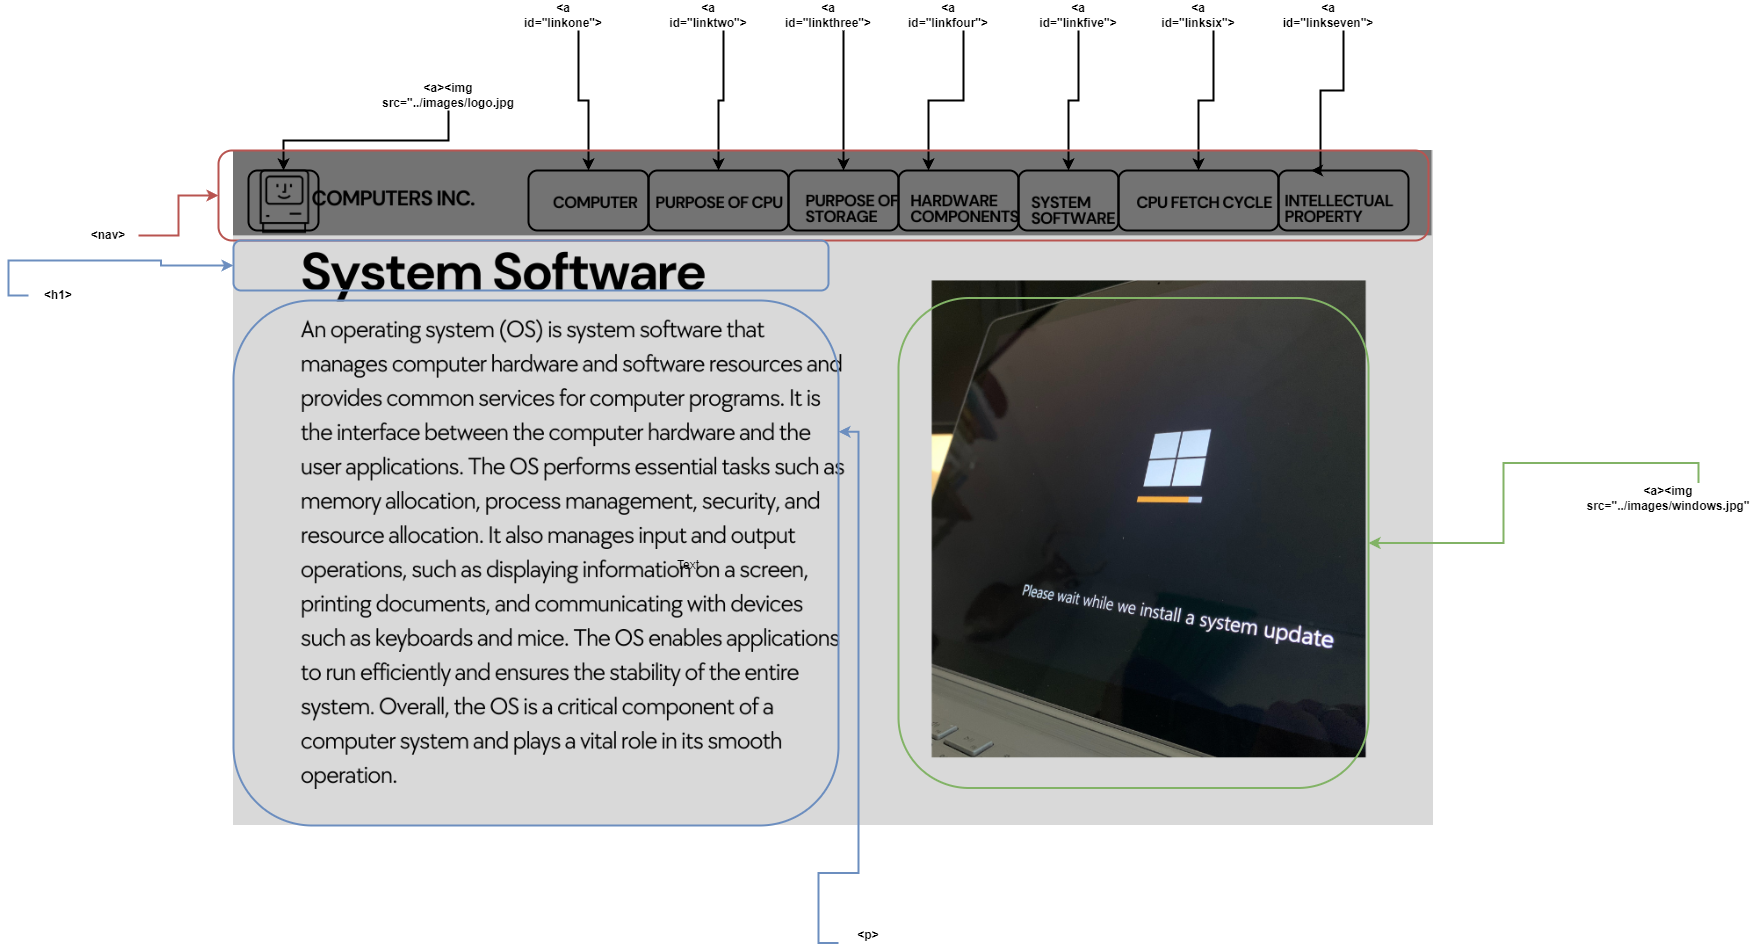 <a
id="linkone">
<a
id="linktwo">
<a
id="linkthree">
<a
id="linkfour">
<a
id="linkfive">
<a
id="linksix">
<a
id="linkseven">
<a><img
src="../images/logo.jpg
COMPUTERS INC.
COMPUTER
PURPOSE OF CPU
PURPOSE OF
STORAGE
HARDWARE
COMPONENTS
SYSTEM
SOFTWARE
CPU FETCH CYCLE
INTELLECTUAL
PROPERTY
<nav>
<h1>
System Software
An operating system (OS) is system software that
manages computer hardware and software resources and
provides common services for computer programs. It is
the interface between the computer hardware and the
user applications. The OS performs essential tasks such as
memory allocation, process management, security, and
resource allocation. It also manages input and output
operations, such as displaying information on a screen,
printing documents, and communicating with devices
such as keyboards and mice. The OS enables applications
to run efficiently and ensures the stability of the entire
system. Overall, the OS is a critical component of a
computer system and plays a vital role in its smooth
operation.
Text
Please wait while we install a system update
<a><img
src="../images/windows.jpg"
<p>